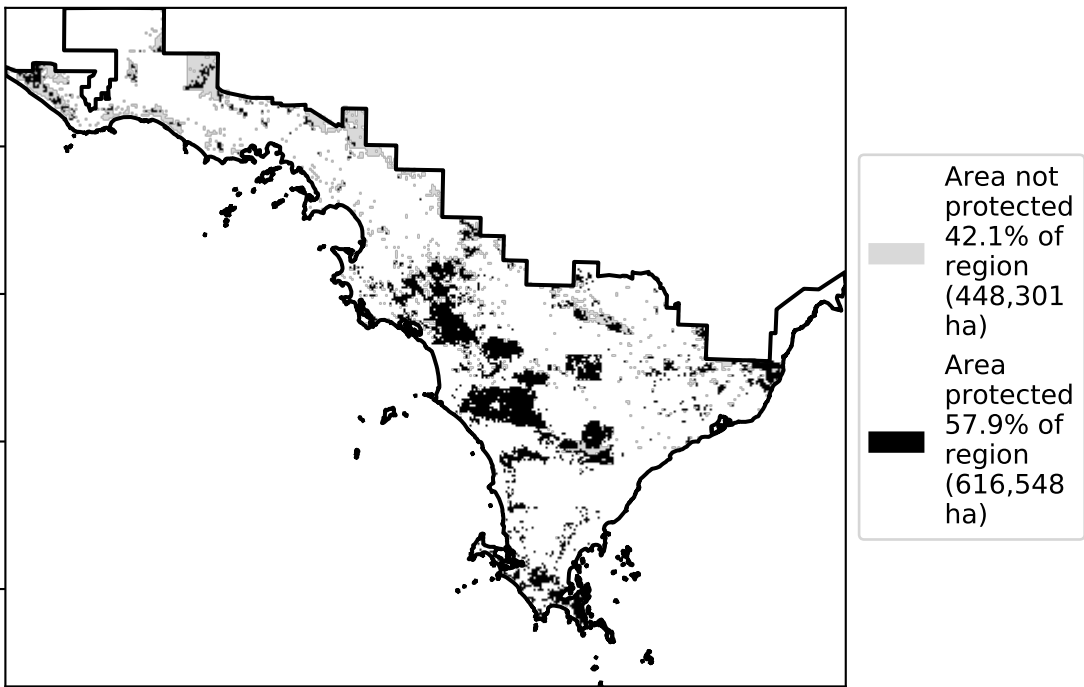 Area not
protected
42.1% of
region
(448,301
ha)
Area
protected
57.9% of
region
(616,548
ha)